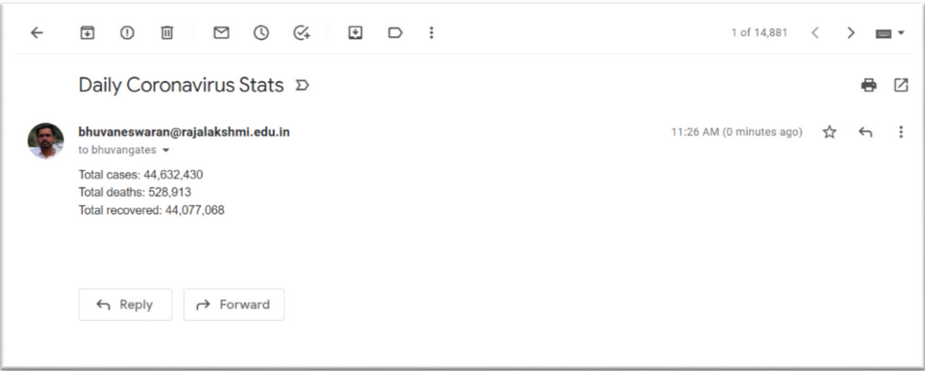 1 of 14,881
Daily Coronavirus Stats
bhuvaneswaran@rajalakshmi.edu.in
11:26 AM (0 minutes ago)
to bhuvangates
Total cases: 44,632,430
Total deaths: 528,913
Total recovered: 44,077,068
Reply
Forward